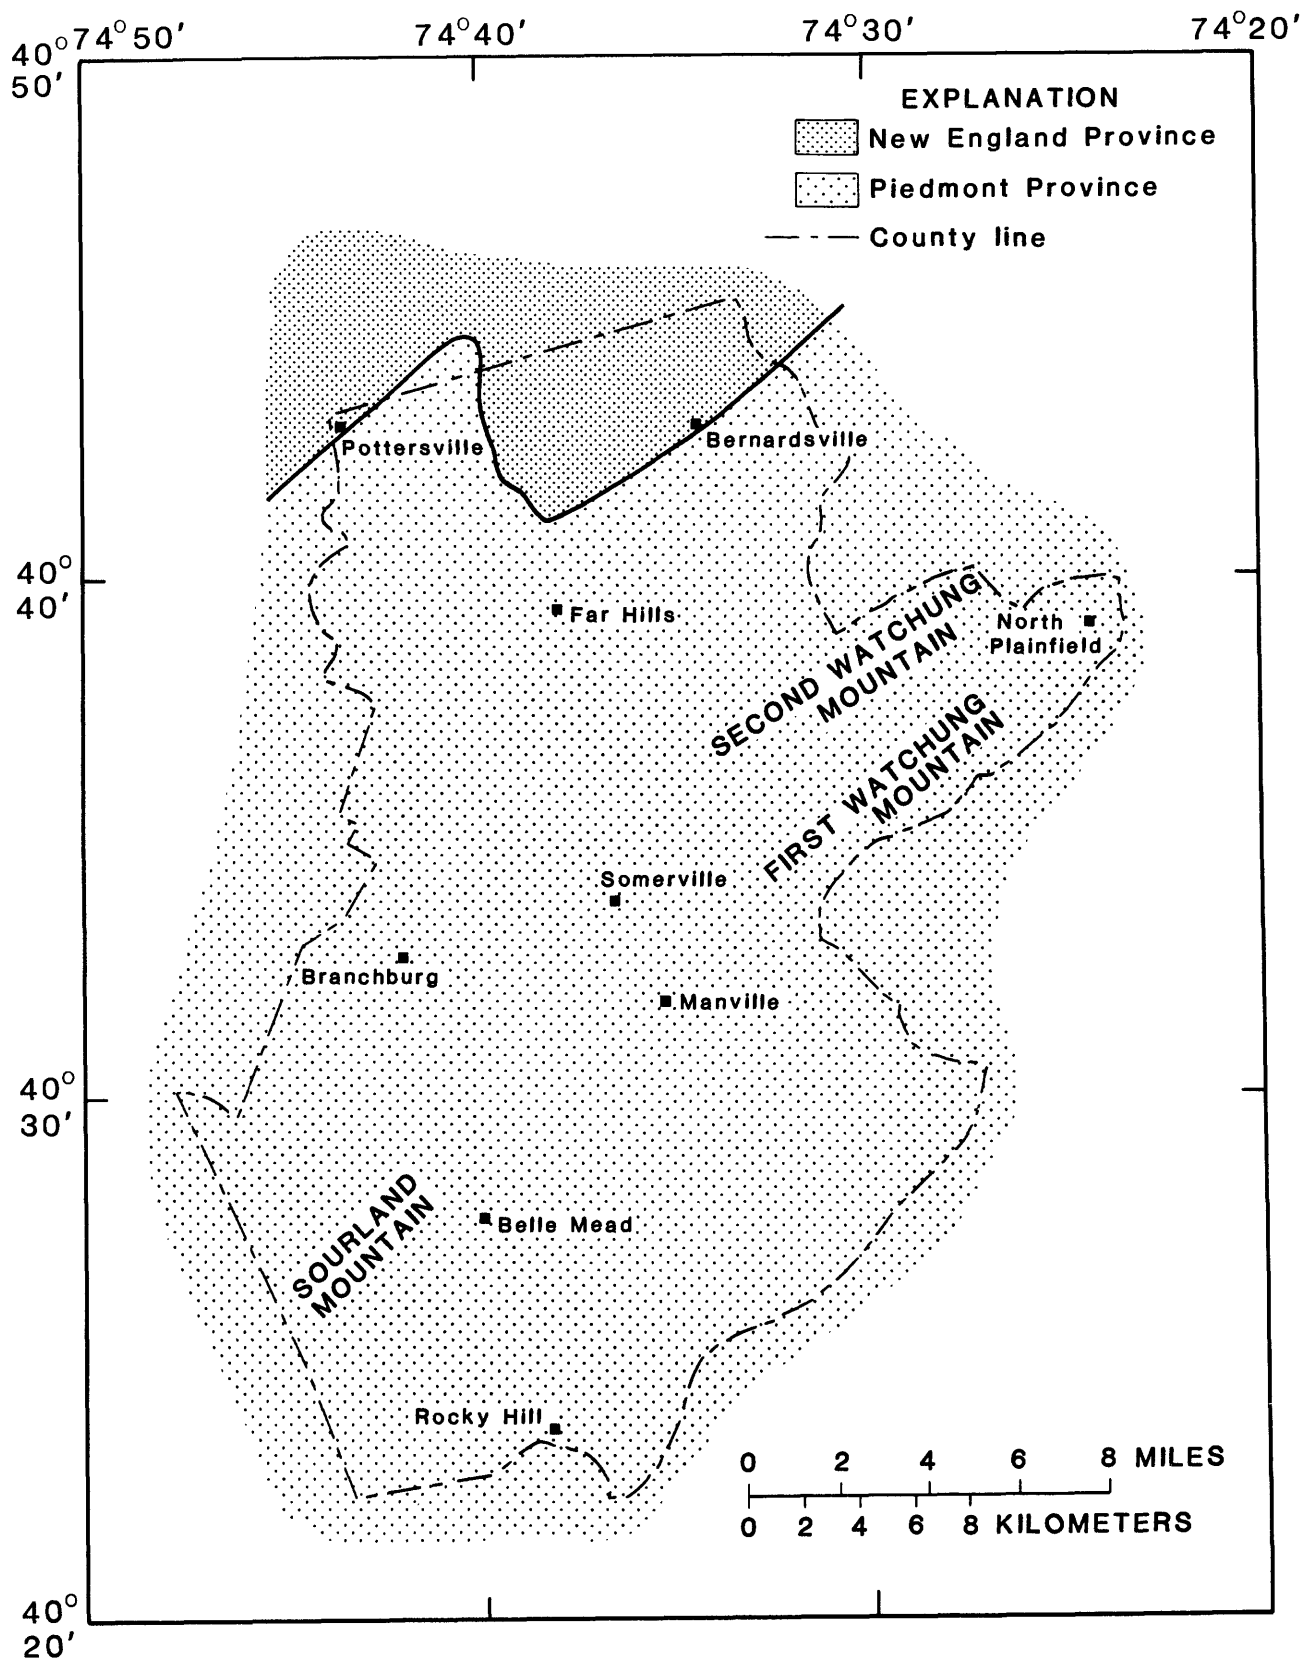 74°50′
74°40′
74°30′
74°20′
40°
50′
EXPLANATION
New England Province
Piedmont Province
County line
Pottersville
Bernardsville
40°
40′
Far Hills
North
Plainfield
SECOND WATCHUNG
MOUNTAIN
FIRST WATCHUNG
MOUNTAIN
Somerville
Branchburg
Manville
40°
30′
SOURLAND
MOUNTAIN
Belle Mead
Rocky Hill
0 2 4 6 8 MILES
0 2 4 6 8 KILOMETERS
40°
20′